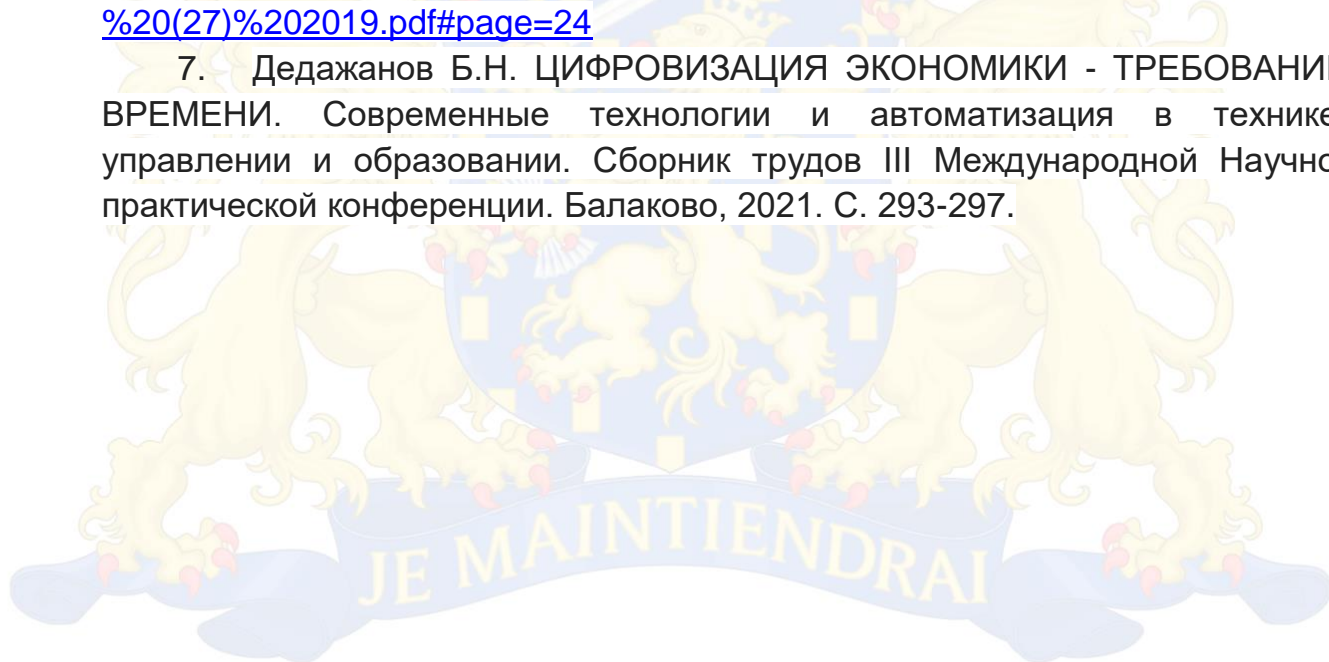 %20(27)%202019.pdf#page=24
7. Дедажанов Б.Н. ЦИФРОВИЗАЦИЯ ЭКОНОМИКИ - ТРЕБОВАНИ
ВРЕМЕНИ. Современные технологии и автоматизация в технике
управлении и образовании. Сборник трудов III Международной Научно
практической конференции. Балаково, 2021. С. 293-297.
JE MAINTIENDRAI